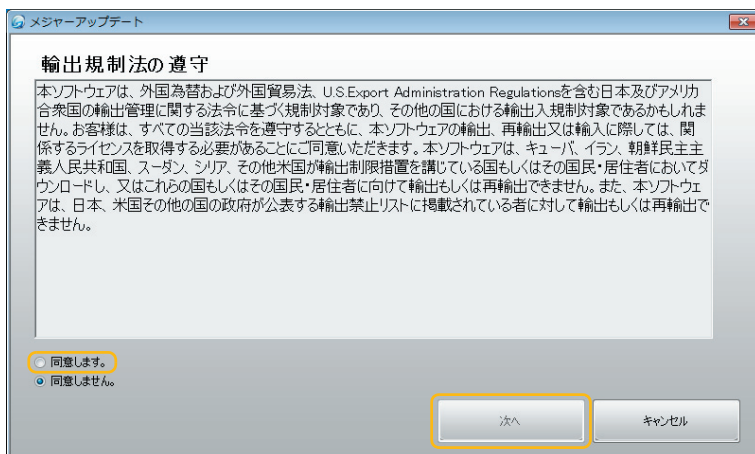 メジャーアップデート
輸出規制法の遵守
本ソフトウェアは、外国為替および外国貿易法、U.S.Export Administration Regulationsを含む日本及びアメリカ
合衆国の輸出管理に関する法令に基づく規制対象であり、その他の国における輸出入規制対象であるかもしれま
せん。お客様は、すべての当該法令を遵守するとともに、本ソフトウェアの輸出、再輸出又は輸入に際しては、関
係するライセンスを取得する必要があることにご同意いただきます。本ソフトウェアは、キューバ、イラン、朝鮮民主主
義人民共和国、スーダン、シリア、その他米国が輸出制限措置を講じている国もしくはその国民・居住者においてダ
ウンロードし、又はこれらの国もしくはその国民・居住者に向けて輸出もしくは再輸出できません。また、本ソフトウェ
アは、日本、米国その他の国の政府が公表する輸出禁止リストに掲載されている者に対して輸出もしくは再輸出で
きません。
同意します。
同意しません。
次へ
キャンセル